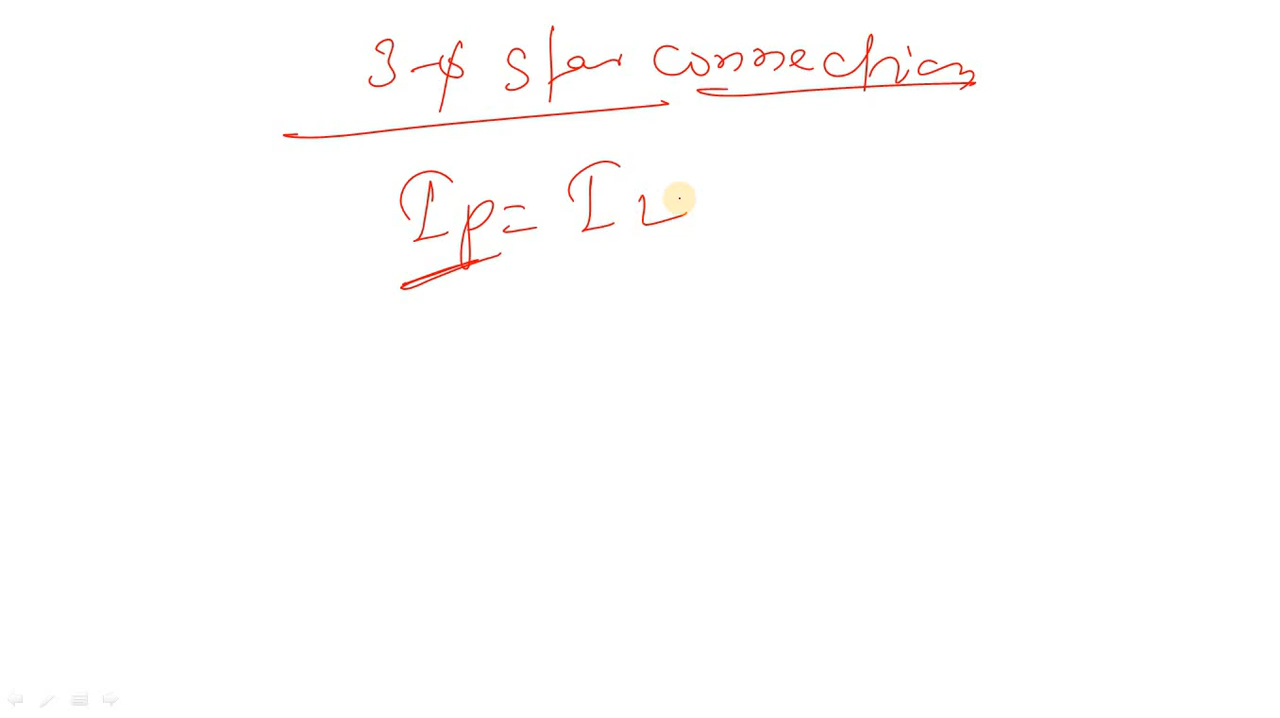 3-φ star connection
Ip = IL